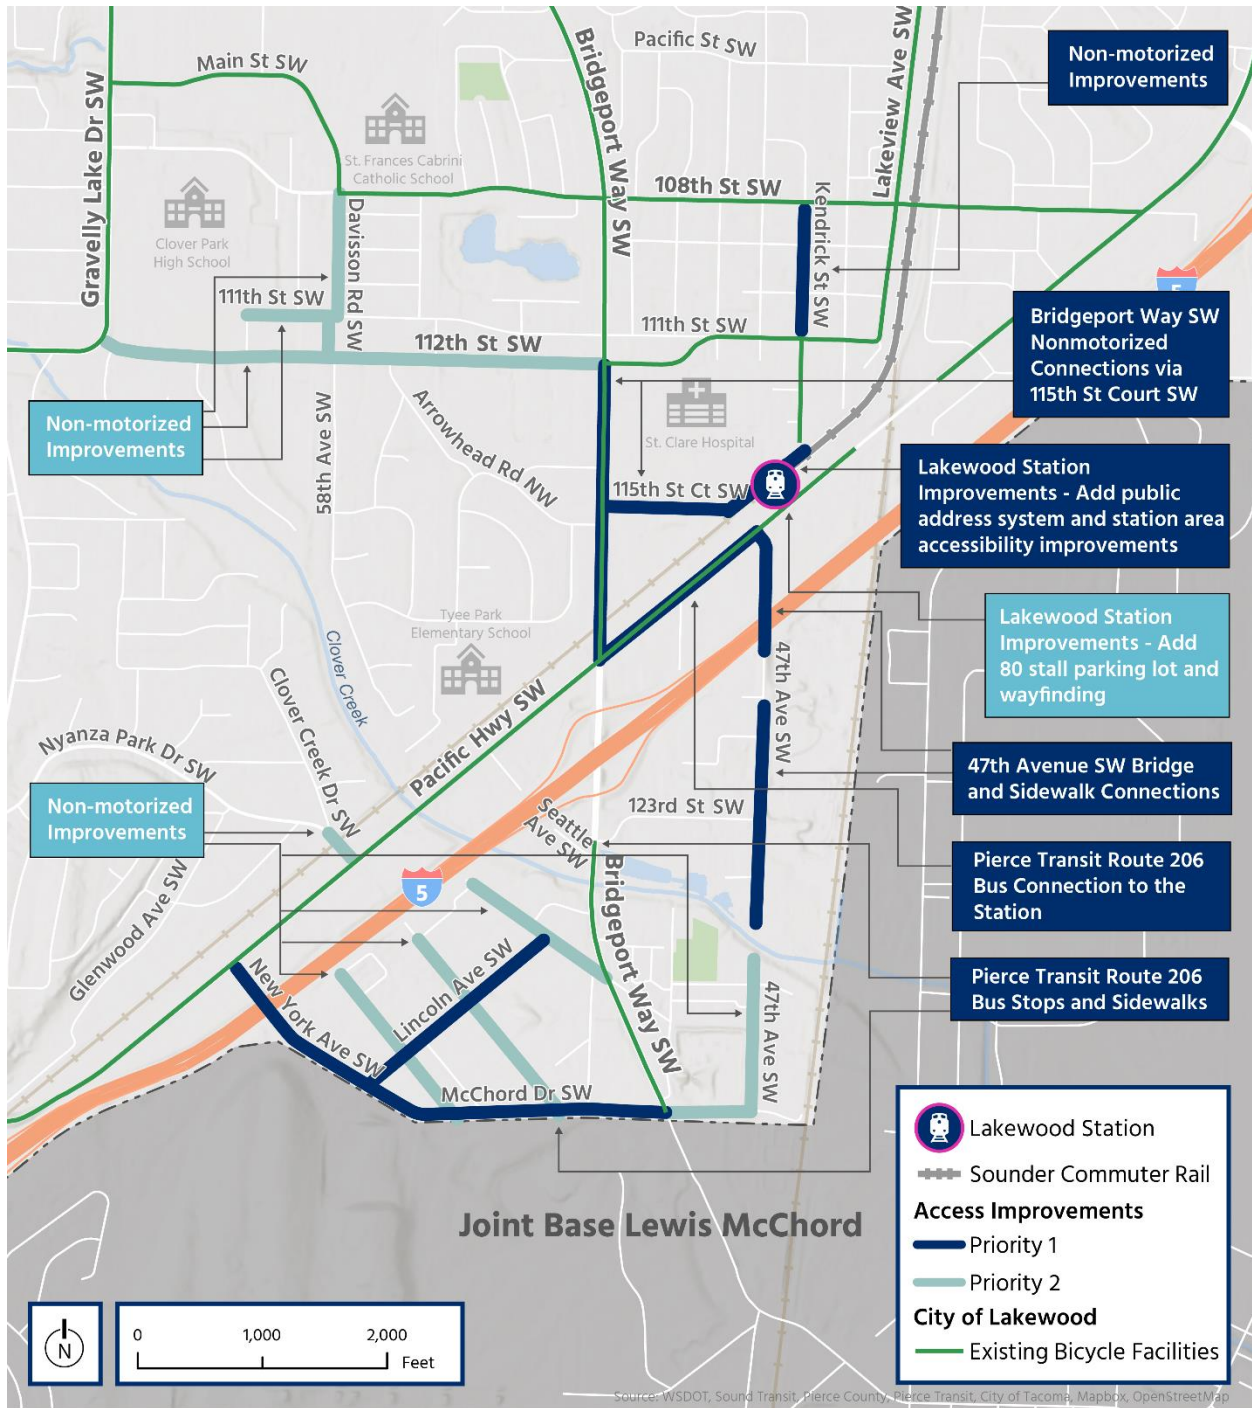 Pacific St SW
Main St SW
Bridgeport Way SW
Lakeview Ave SW
Non-motorized
Improvements
Gravelly Lake Dr SW
St. Frances Cabrini
Catholic School
108th St SW
Kendrick St SW
Clover Park
High School
Davisson Rd SW
111th St SW
5
111th St SW
112th St SW
Bridgeport Way SW
Nonmotorized
Connections via
115th St Court SW
Non-motorized
Improvements
58th Ave SW
Arrowhead Rd NW
St. Clare Hospital
115th St Ct SW
Lakewood Station
Improvements - Add public
address system and station area
accessibility improvements
Tyee Park
Elementary School
Lakewood Station
Improvements - Add
80 stall parking lot and
wayfinding
Clover Creek
47th Ave SW
Clover Creek Dr SW
Pacific Hwy SW
Nyanza Park Dr SW
47th Avenue SW Bridge
and Sidewalk Connections
Non-motorized
Improvements
123rd St SW
Seattle
Ave SW
Pierce Transit Route 206
Bus Connection to the
Station
5
Bridgeport Way SW
Glenwood Ave SW
Lincoln Ave SW
New York Ave SW
47th Ave SW
Pierce Transit Route 206
Bus Stops and Sidewalks
McChord Dr SW
Joint Base Lewis McChord
Lakewood Station
Sounder Commuter Rail
Access Improvements
Priority 1
Priority 2
City of Lakewood
Existing Bicycle Facilities
N
0 1,000 2,000
Feet
Source: WSDOT, Sound Transit, Pierce County, Pierce Transit, City of Tacoma, Mapbox, OpenStreetMap